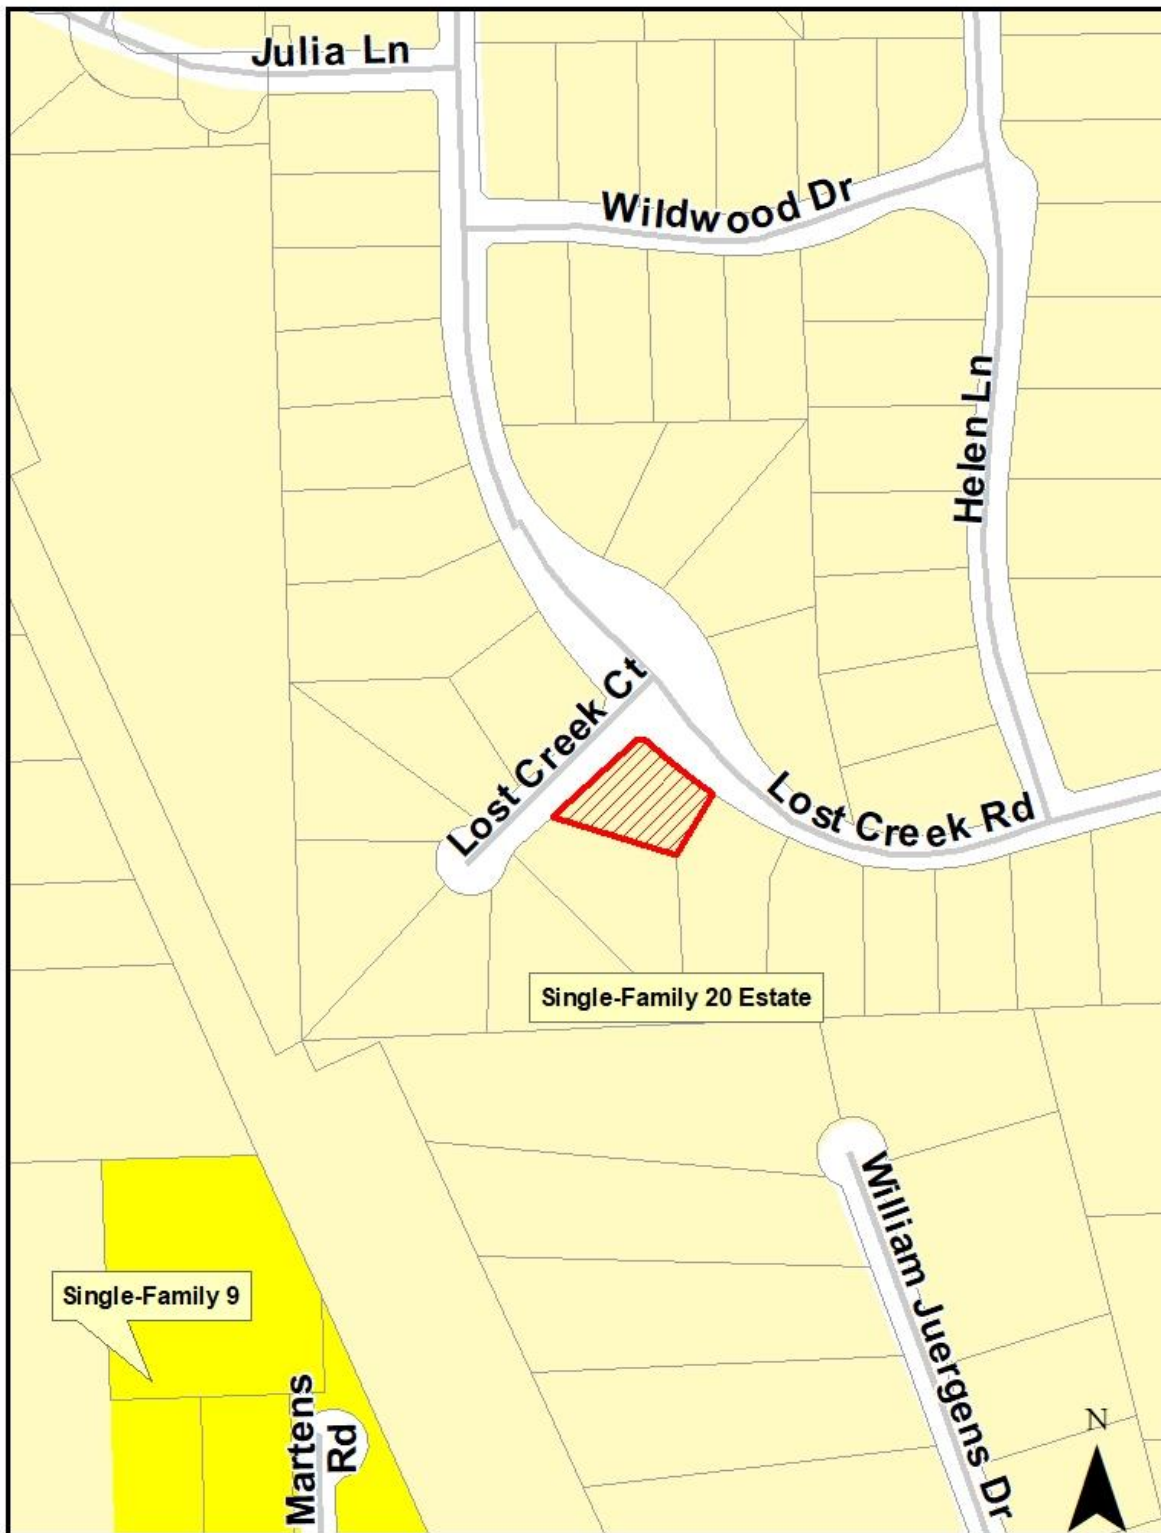 Julia Ln
Wildwood Dr
Helen Ln
Lost Creek Ct
Lost Creek Rd
Single-Family 20 Estate
William Juergens Dr
Single-Family 9
Martens
Rd
N